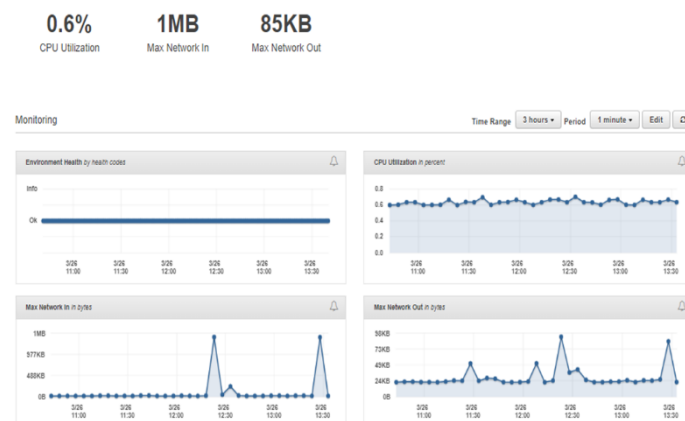 0.6%
CPU Utilization
1MB
Max Network In
85KB
Max Network Out
Monitoring
Time Range 3 hours Period 1 minute Edit
Environment Health by health codes
Info
Ok
3/26 3/26 3/26 3/26 3/26 3/26
11:00 11:30 12:00 12:30 13:00 13:30
CPU Utilization in percent
0.8
0.6
0.4
0.2
0.0
3/26 3/26 3/26 3/26 3/26 3/26
11:00 11:30 12:00 12:30 13:00 13:30
Max Network In in bytes
1MB
977KB
488KB
0B
3/26 3/26 3/26 3/26 3/26 3/26
11:00 11:30 12:00 12:30 13:00 13:30
Max Network Out in bytes
73KB
24KB
0B
3/26 3/26 3/26 3/26 3/26 3/26
11:00 11:30 12:00 12:30 13:00 13:30